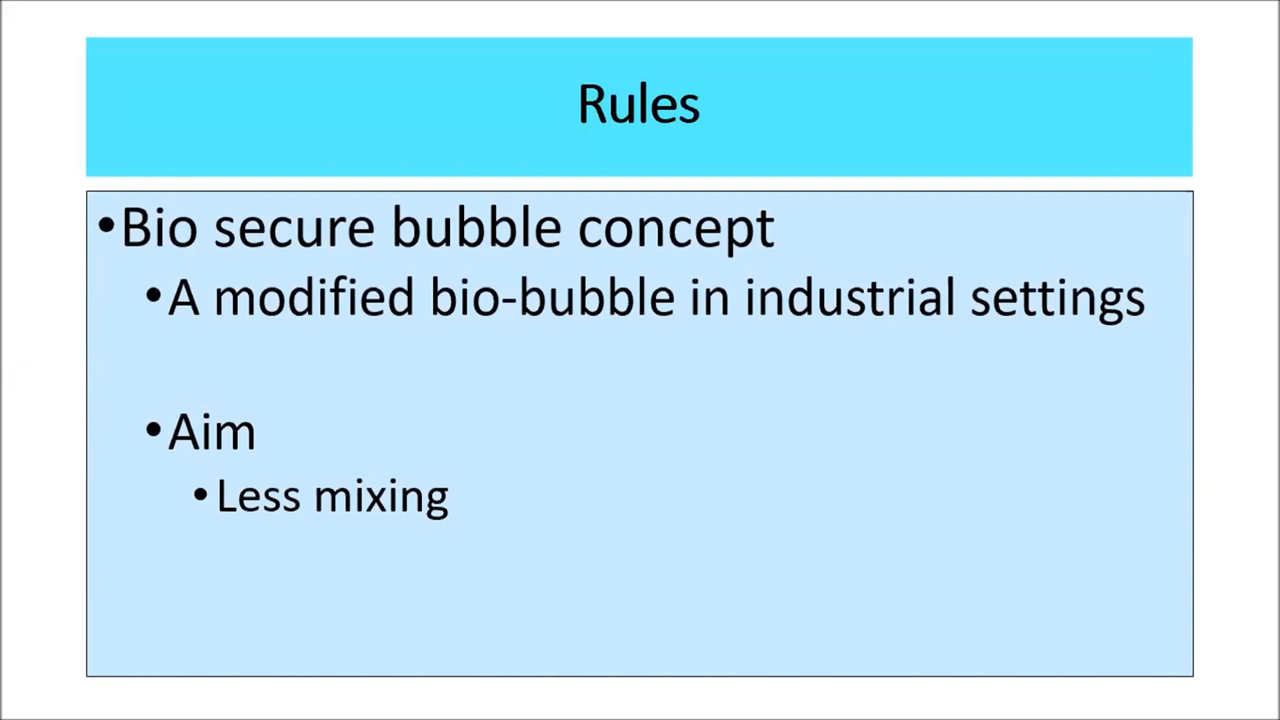 Rules
•Bio secure bubble concept
•A modified bio-bubble in industrial settings
•Aim
•Less mixing